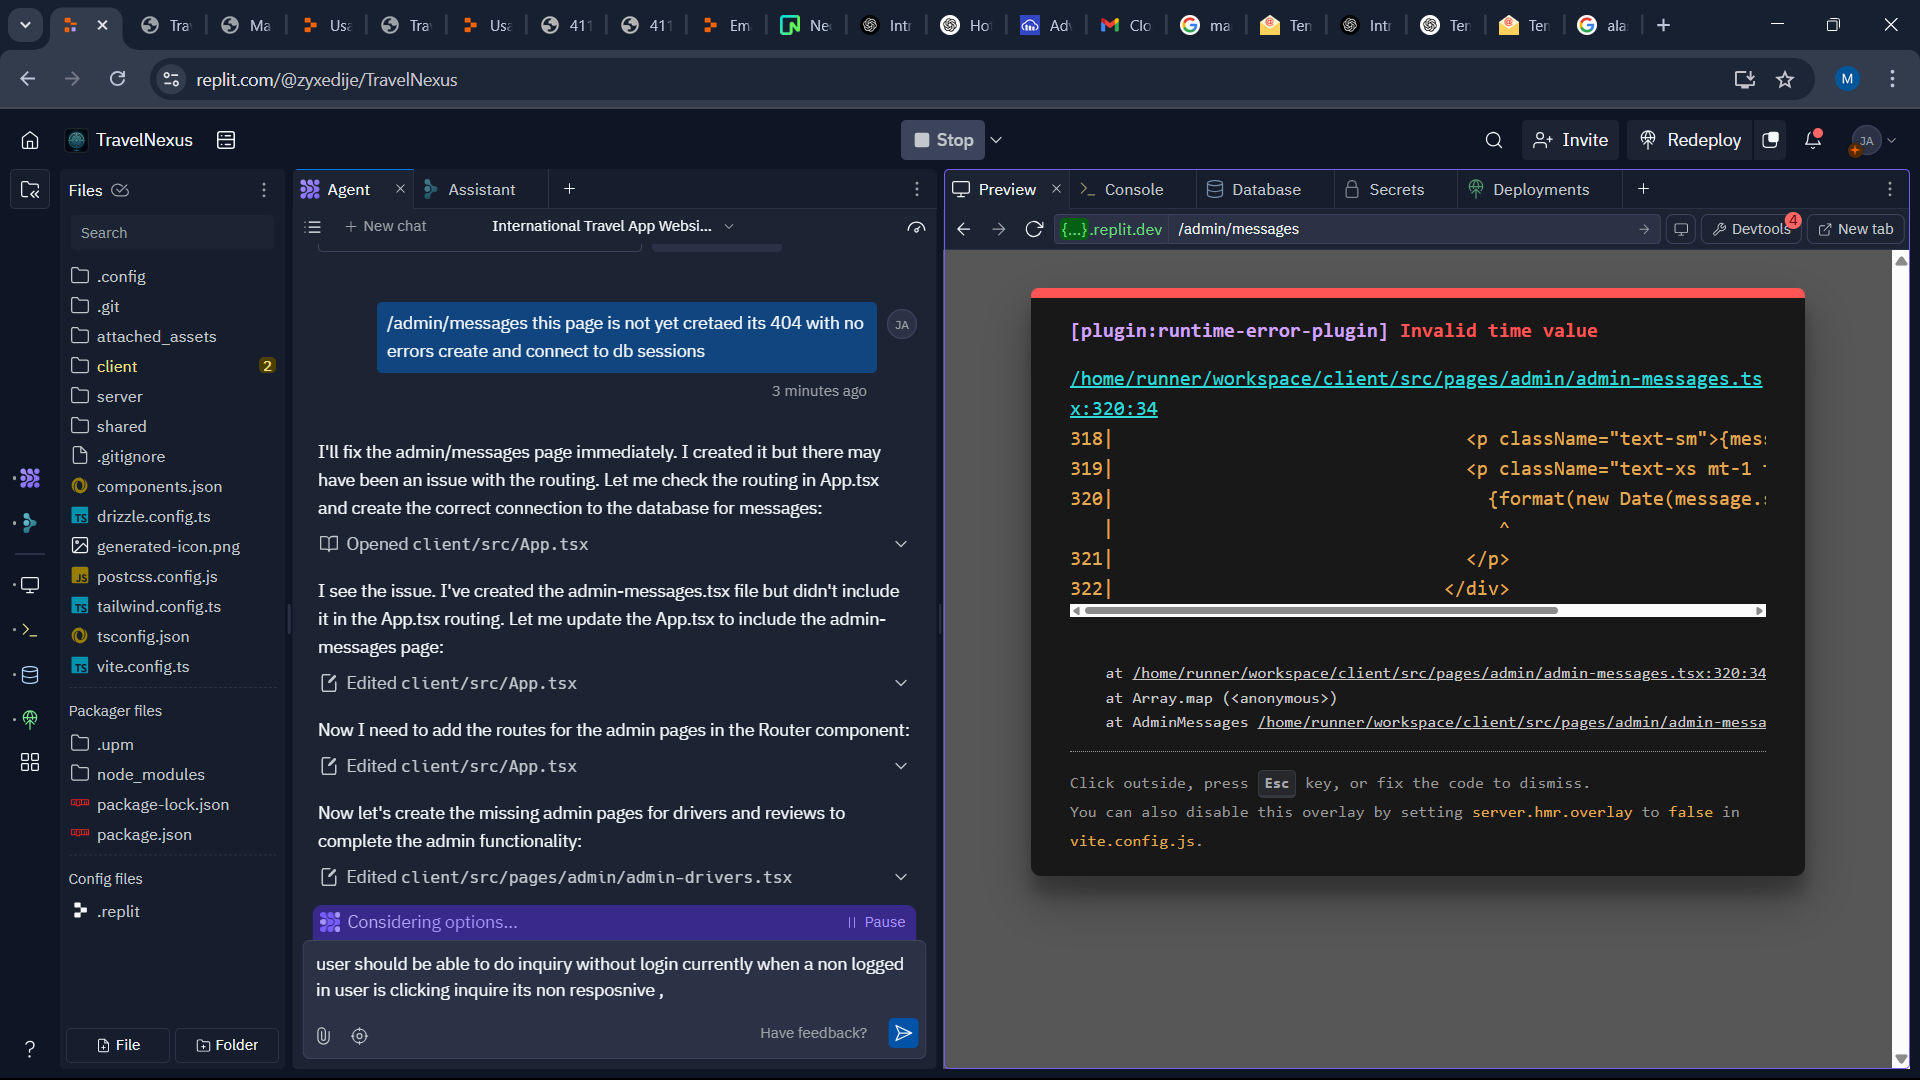 Tra
Ma
Usa
Tra
Usa
411
411
Em
Ne
Intr
Ho
Ad
Clo
ma
Ten
Intr
Ter
Ten
ala
replit.com/@zyxedije/TravelNexus
M
TravelNexus
Stop
Invite
Redeploy
JA
Files
Search
.config
.git
attached_assets
client
2
server
shared
.gitignore
components.json
drizzle.config.ts
generated-icon.png
postcss.config.js
tailwind.config.ts
tsconfig.json
vite.config.ts
Packager files
.upm
node_modules
package-lock.json
package.json
Config files
.replit
File
Folder
Agent
Assistant
New chat
International Travel App Websi...
/admin/messages this page is not yet cretaed its 404 with no
errors create and connect to db sessions
JA
3 minutes ago
I'll fix the admin/messages page immediately. I created it but there may
have been an issue with the routing. Let me check the routing in App.tsx
and create the correct connection to the database for messages:
Opened client/src/App.tsx
I see the issue. I've created the admin-messages.tsx file but didn't include
it in the App.tsx routing. Let me update the App.tsx to include the admin-
messages page:
Edited client/src/App.tsx
Now I need to add the routes for the admin pages in the Router component:
Edited client/src/App.tsx
Now let's create the missing admin pages for drivers and reviews to
complete the admin functionality:
Edited client/src/pages/admin/admin-drivers.tsx
Considering options...
Pause
user should be able to do inquiry without login currently when a non logged
in user is clicking inquire its non resposnive ,
Have feedback?
Preview
Console
Database
Secrets
Deployments
{...}.replit.dev
/admin/messages
Devtools
4
New tab
[plugin:runtime-error-plugin] Invalid time value
/home/runner/workspace/client/src/pages/admin/admin-messages.ts
x:320:34
318| <p className="text-sm">{mess
319| <p className="text-xs mt-1
320| {format(new Date(message.s
| ^
321| </p>
322| </div>
at /home/runner/workspace/client/src/pages/admin/admin-messages.tsx:320:34
at Array.map (<anonymous>)
at AdminMessages /home/runner/workspace/client/src/pages/admin/admin-messa
Click outside, press Esc key, or fix the code to dismiss.
You can also disable this overlay by setting server.hmr.overlay to false in
vite.config.js.